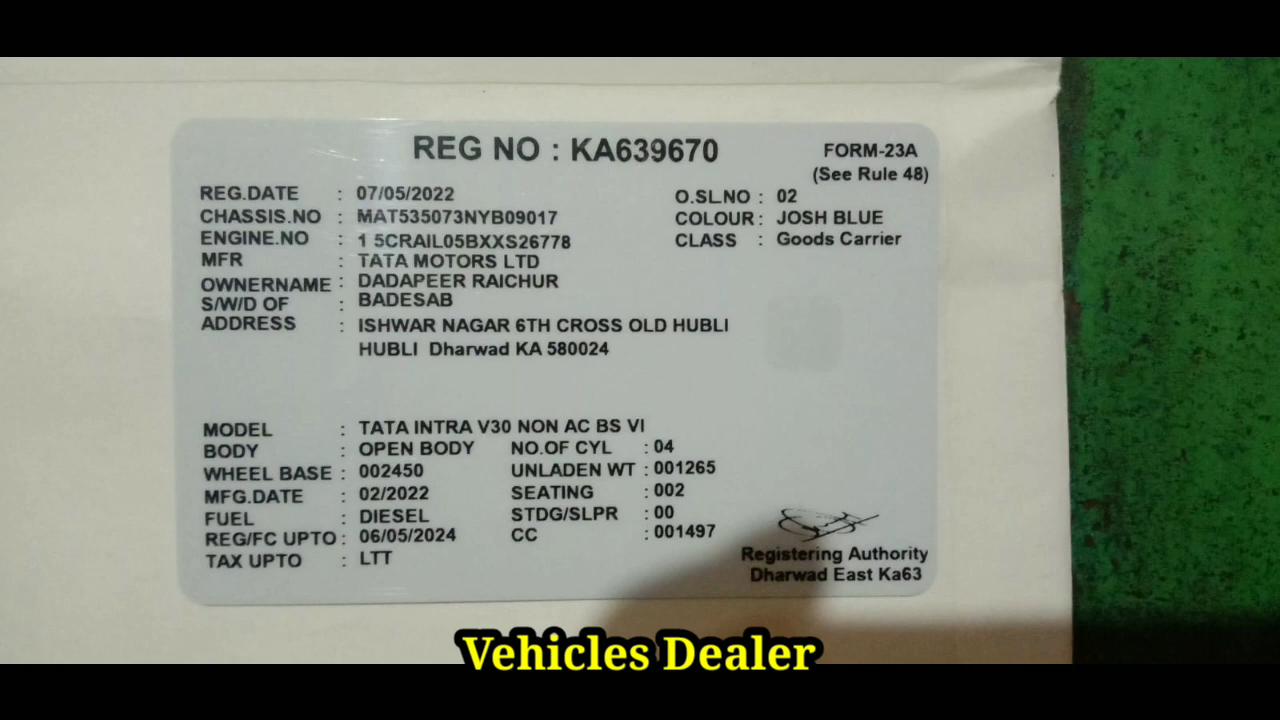 REG NO : KA639670
FORM-23A
(See Rule 48)
REG.DATE : 07/05/2022
O.SL.NO : 02
CHASSIS.NO : MAT535073NYB09017
COLOUR : JOSH BLUE
ENGINE.NO : 1 5CRAIL05BXXS26778
CLASS : Goods Carrier
MFR : TATA MOTORS LTD
OWNERNAME : DADAPEER RAICHUR
S/W/D OF : BADESAB
ADDRESS : ISHWAR NAGAR 6TH CROSS OLD HUBLI
HUBLI Dharwad KA 580024
MODEL : TATA INTRA V30 NON AC BS VI
BODY : OPEN BODY NO.OF CYL : 04
WHEEL BASE : 002450 UNLADEN WT : 001265
MFG.DATE : 02/2022 SEATING : 002
FUEL : DIESEL STDG/SLPR : 00
REG/FC UPTO : 06/05/2024 CC : 001497
TAX UPTO : LTT
Registering Authority
Dharwad East Ka63
Vehicles Dealer